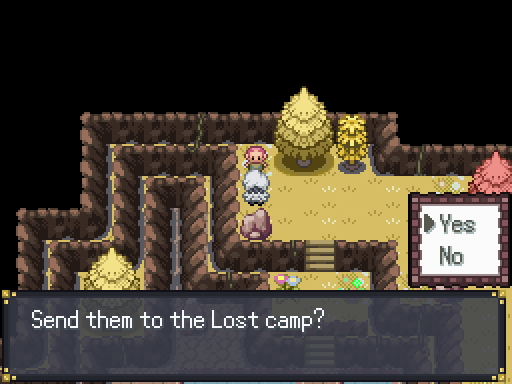 Yes
No
Send them to the Lost camp?